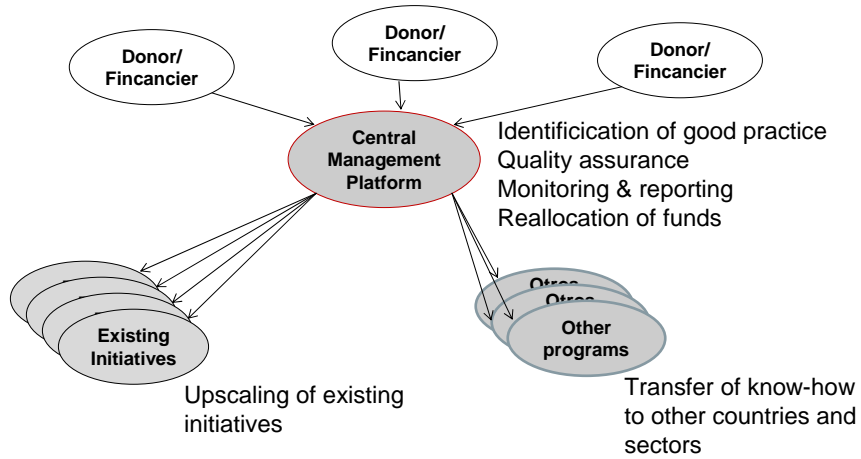 Donor/
Fincancier
Donor/
Fincancier
Donor/
Fincancier
Central
Management
Platform
Identificication of good practice
Quality assurance
Monitoring & reporting
Reallocation of funds
Otros
Otros
Existing
Initiatives
Other
programs
Upscaling of existing
initiatives
Transfer of know-how
to other countries and
sectors